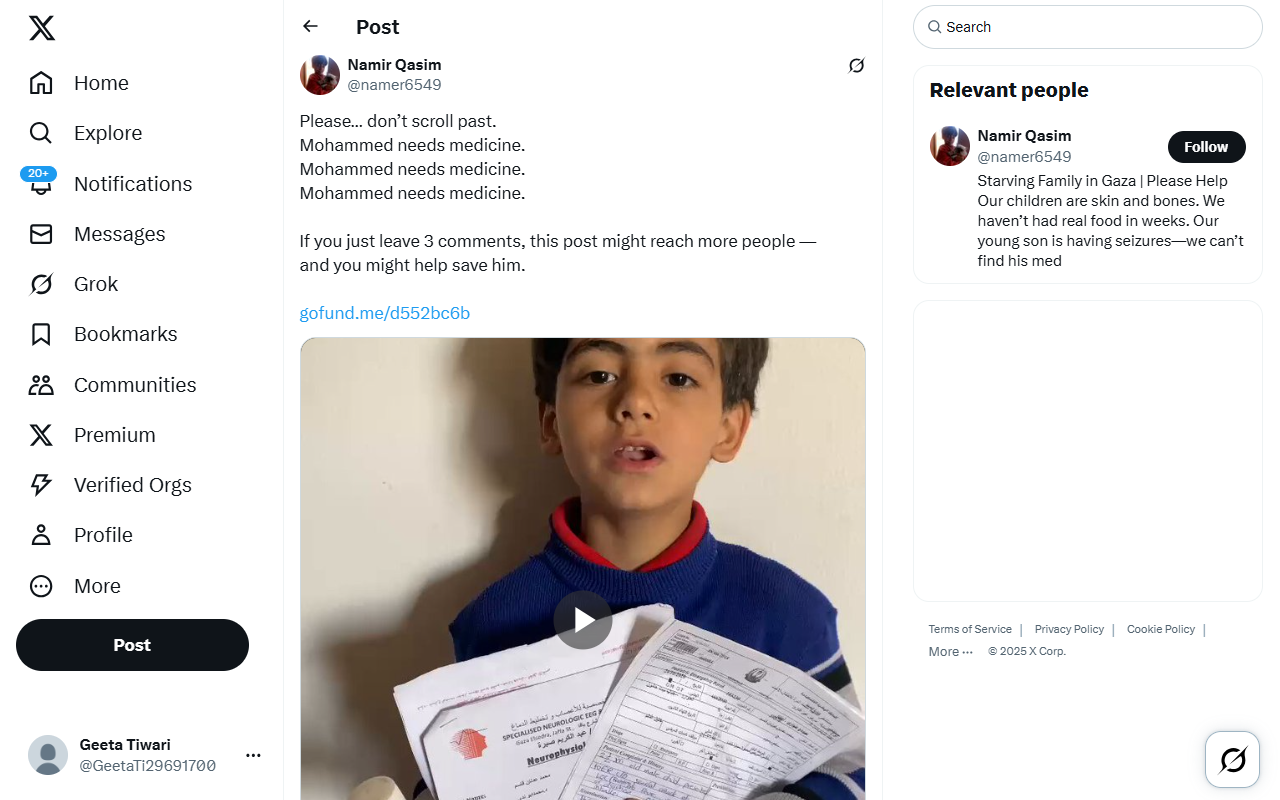 Home
Explore
20+
Notifications
Messages
Grok
Bookmarks
Communities
Premium
Verified Orgs
Profile
More
Post
Geeta Tiwari
@GeetaTi29691700
Post
Namir Qasim
@namer6549
Please... don’t scroll past.
Mohammed needs medicine.
Mohammed needs medicine.
Mohammed needs medicine.
If you just leave 3 comments, this post might reach more people —
and you might help save him.
gofund.me/d552bc6b
SPECIALISED NEUROLOGIC EEG
Neurophysiol
Search
Relevant people
Namir Qasim
@namer6549
Follow
Starving Family in Gaza | Please Help
Our children are skin and bones. We
haven’t had real food in weeks. Our
young son is having seizures—we can’t
find his med
Terms of Service |
Privacy Policy |
Cookie Policy |
More ···
© 2025 X Corp.